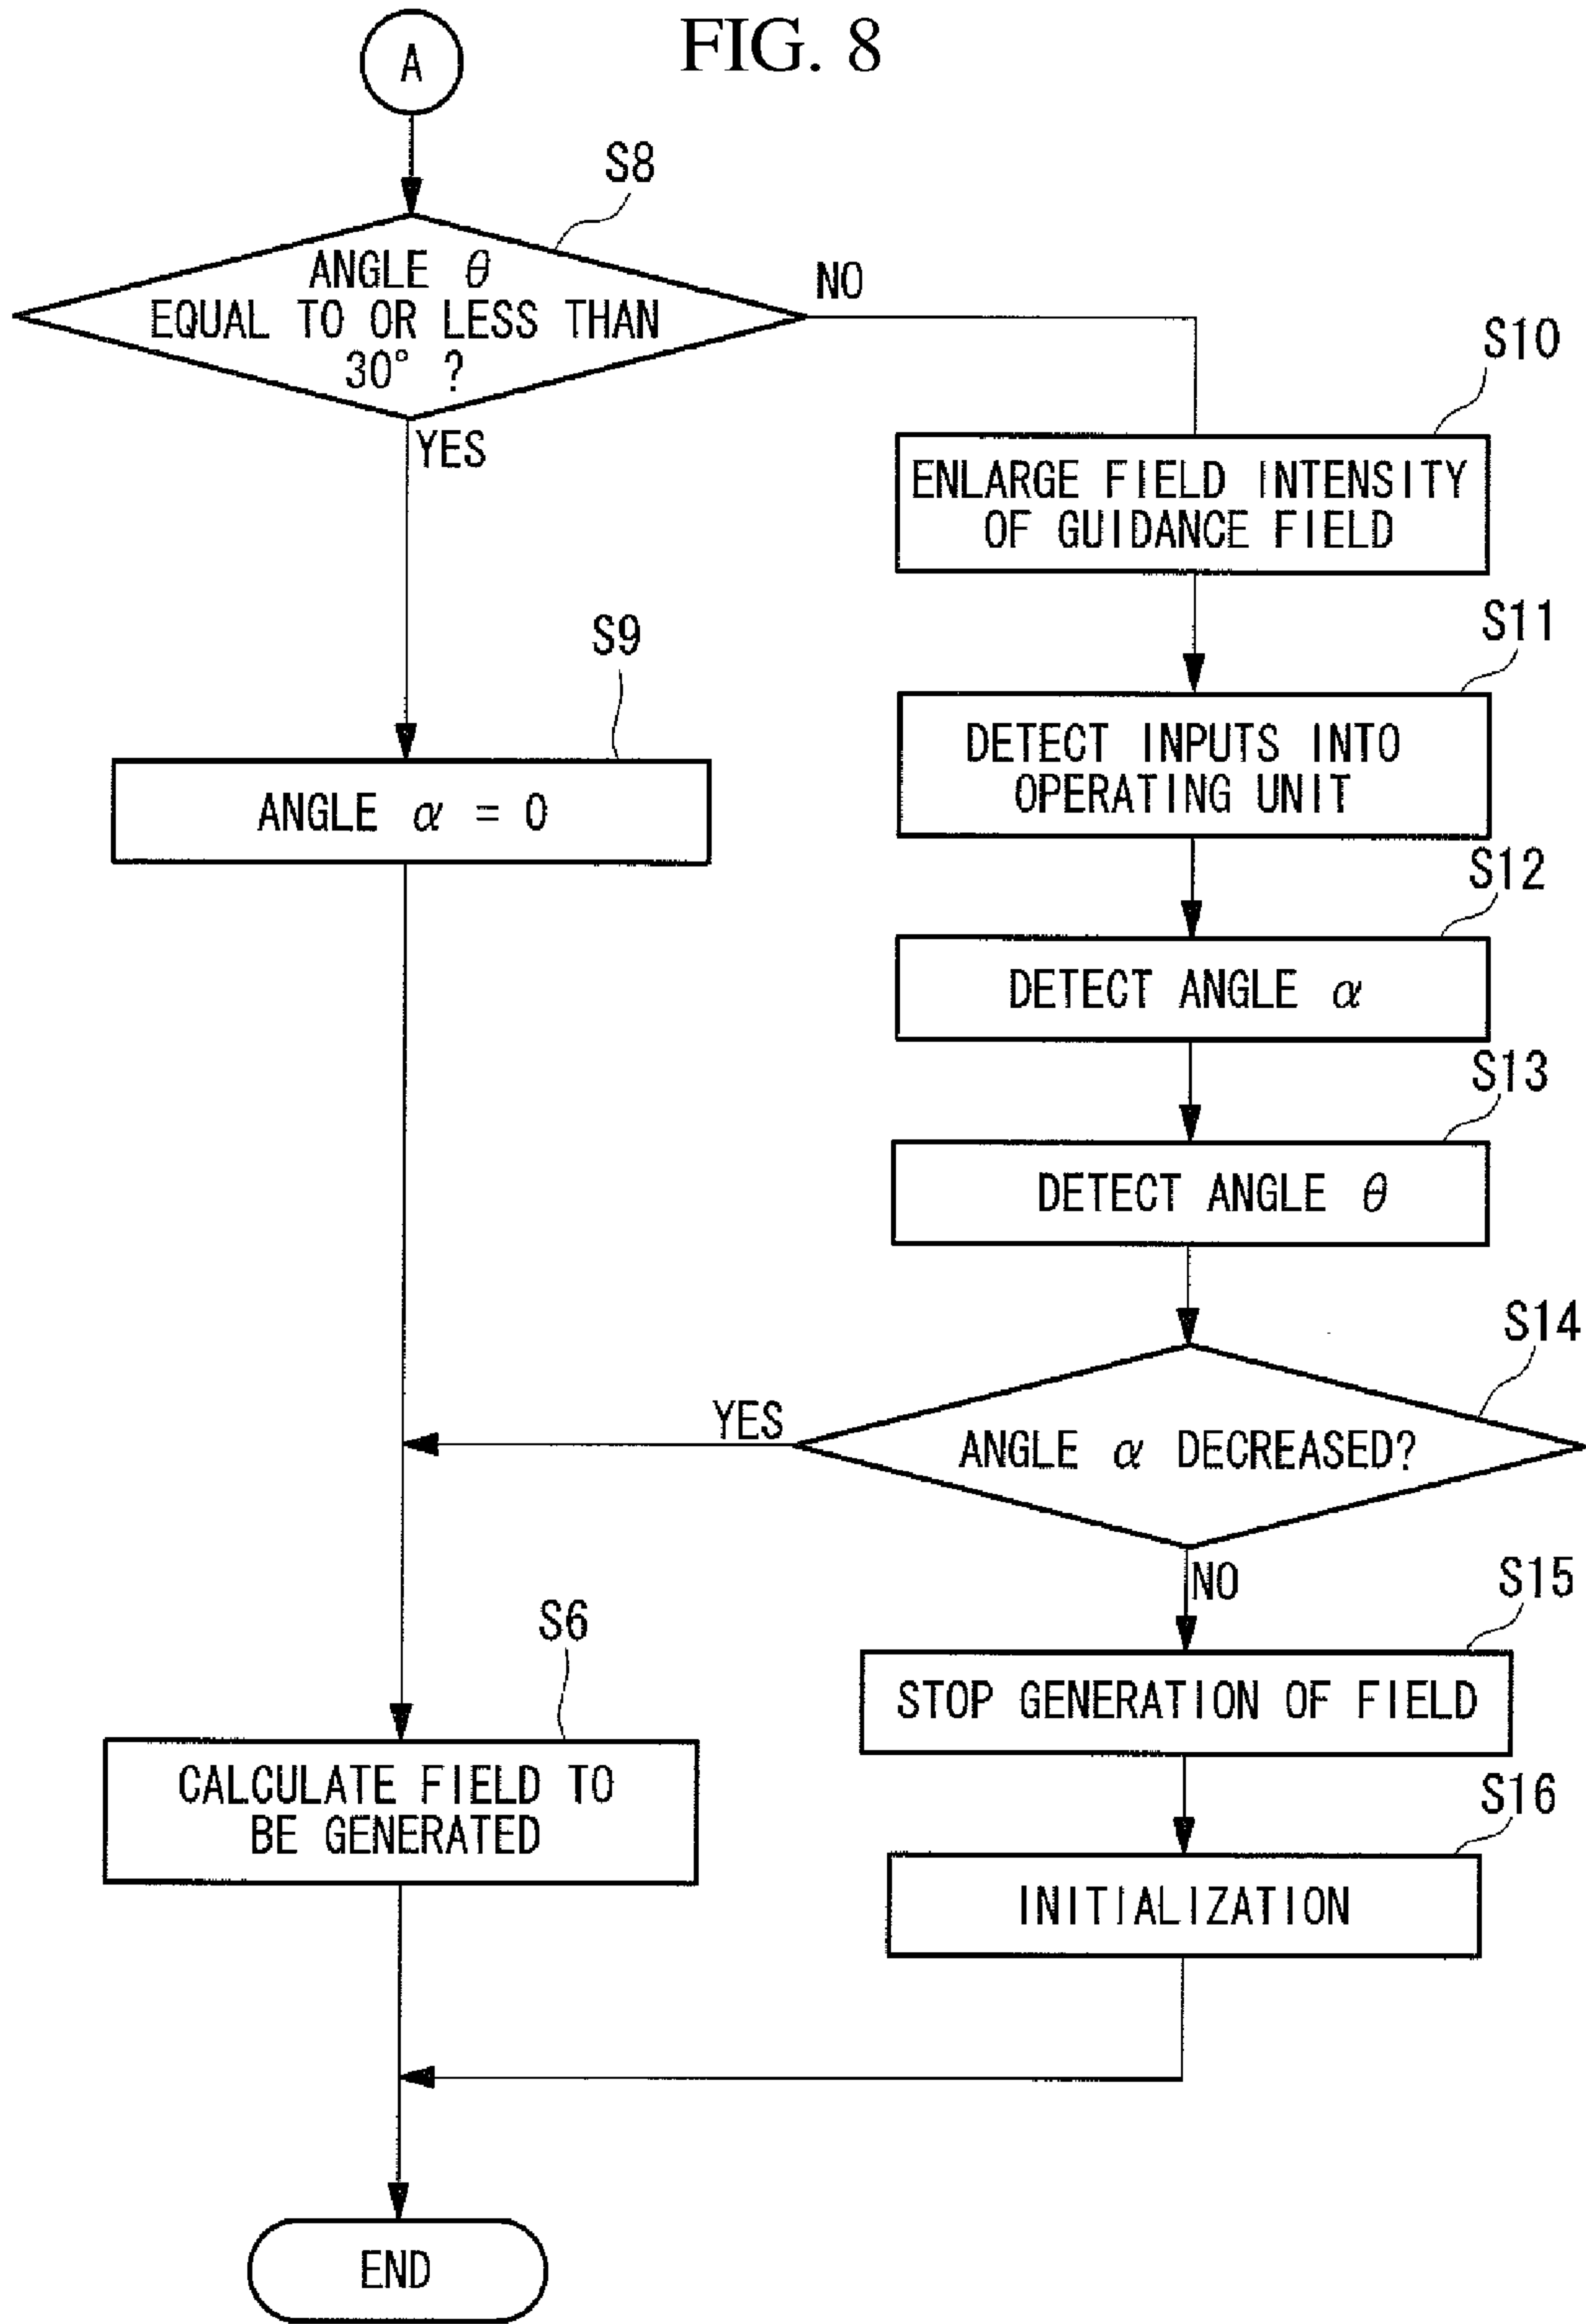 FIG. 8
A
S8
ANGLE θ
EQUAL TO OR LESS THAN
30° ?
NO
YES
S10
ENLARGE FIELD INTENSITY
OF GUIDANCE FIELD
S9
ANGLE α = 0
S11
DETECT INPUTS INTO
OPERATING UNIT
S12
DETECT ANGLE α
S13
DETECT ANGLE θ
S14
ANGLE α DECREASED?
YES
NO
S15
STOP GENERATION OF FIELD
S6
CALCULATE FIELD TO
BE GENERATED
S16
INITIALIZATION
END